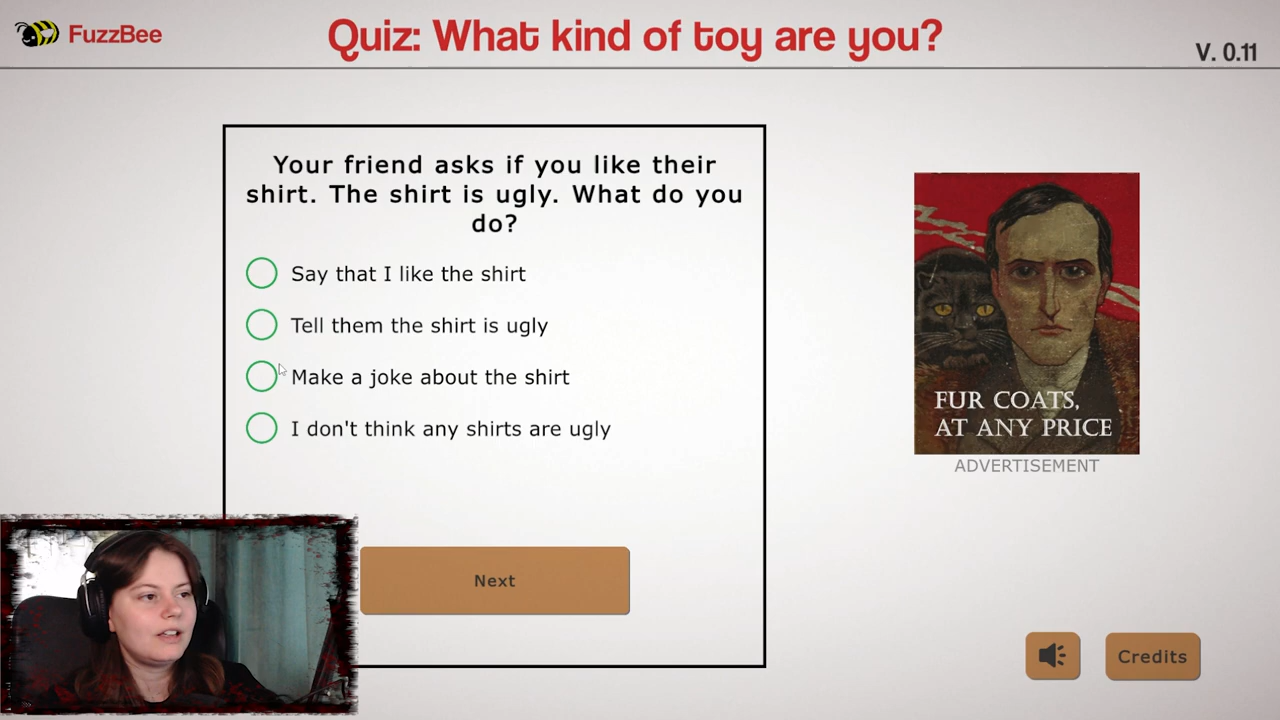 FuzzBee
Quiz: What kind of toy are you?
V. 0.11
Your friend asks if you like their
shirt. The shirt is ugly. What do you
do?
Say that I like the shirt
Tell them the shirt is ugly
Make a joke about the shirt
I don't think any shirts are ugly
Next
FUR COATS,
AT ANY PRICE
ADVERTISEMENT
Credits